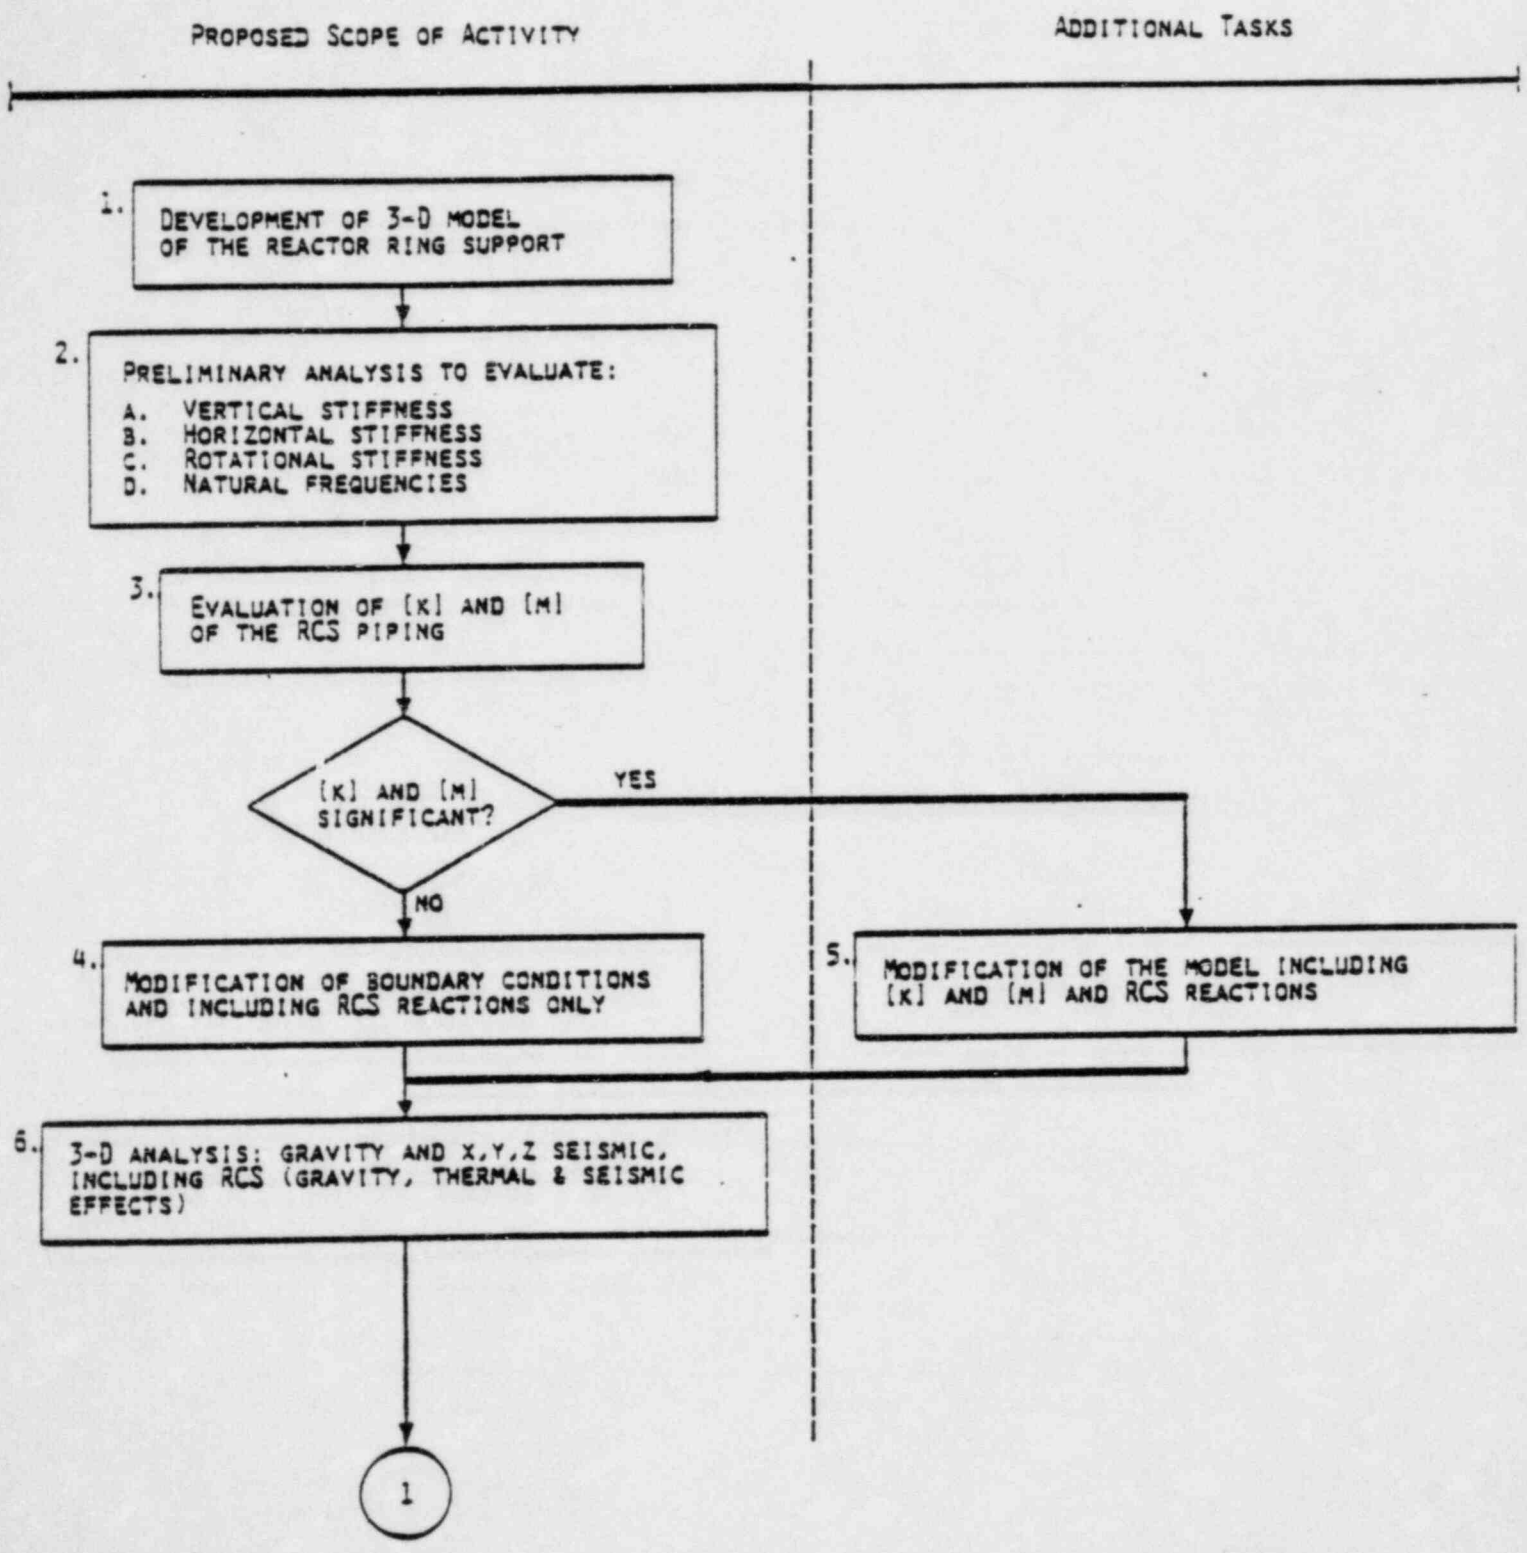 PROPOSED SCOPE OF ACTIVITY
ADDITIONAL TASKS
1.
DEVELOPMENT OF 3-D MODEL
OF THE REACTOR RING SUPPORT
2.
PRELIMINARY ANALYSIS TO EVALUATE:
A. VERTICAL STIFFNESS
B. HORIZONTAL STIFFNESS
C. ROTATIONAL STIFFNESS
D. NATURAL FREQUENCIES
3.
EVALUATION OF [K] AND [M]
OF THE RCS PIPING
[K] AND [M]
SIGNIFICANT?
YES
NO
4.
MODIFICATION OF BOUNDARY CONDITIONS
AND INCLUDING RCS REACTIONS ONLY
5.
MODIFICATION OF THE MODEL INCLUDING
[K] AND [M] AND RCS REACTIONS
6.
3-D ANALYSIS: GRAVITY AND X,Y,Z SEISMIC,
INCLUDING RCS (GRAVITY, THERMAL & SEISMIC
EFFECTS)
1